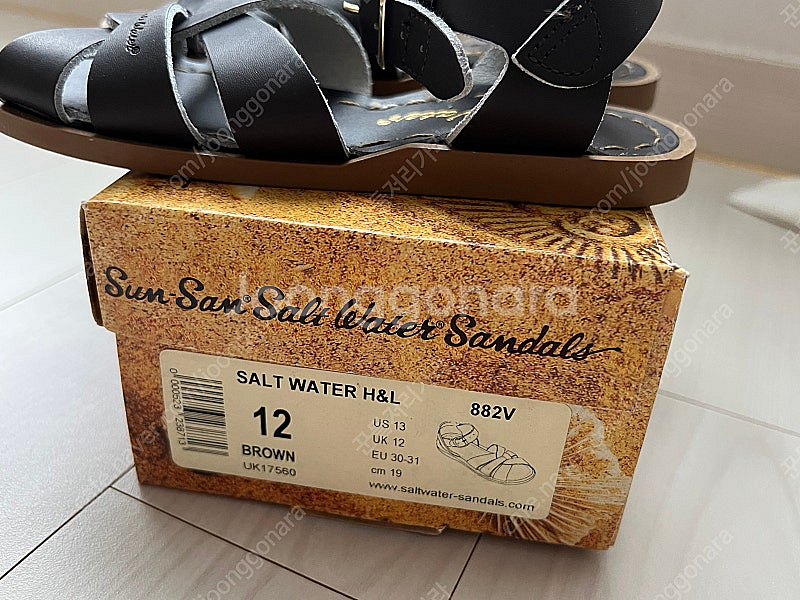 Sun-San® Salt Water® Sandals
joonggonara
SALT WATER H&L
882V
12
BROWN
UK17560
US 13
UK 12
EU 30-31
cm 19
www.saltwater-sandals.com